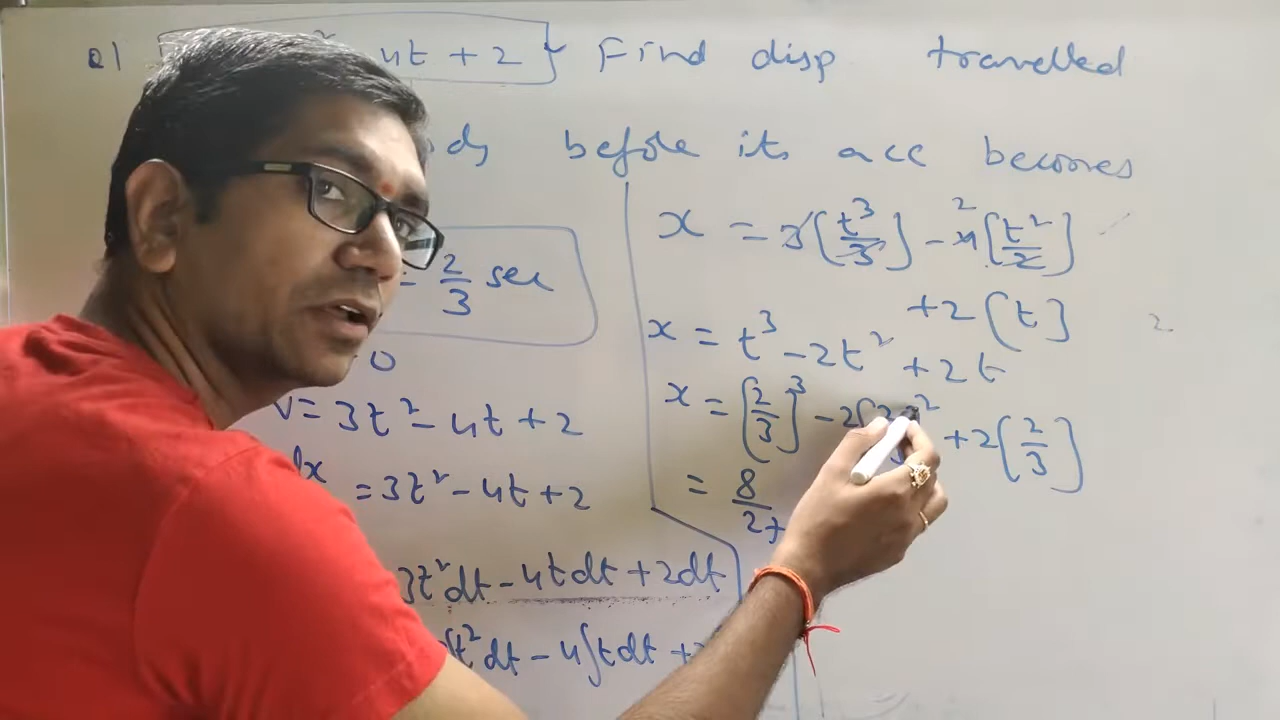 Q1 4t + 2 } Find disp travelled
before its acc becomes
= 2/3 sec
0
V = 3t² - 4t + 2
dx = 3t² - 4t + 2
3t²dt - 4tdt + 2dt
∫t²dt - 4∫tdt +
x = 3[t³/3] - 4 2[t²/2]
+2[t]
x = t³ - 2t² + 2t
x = [2/3]³ - 2[ ]² + 2[2/3]
= 8/27
2